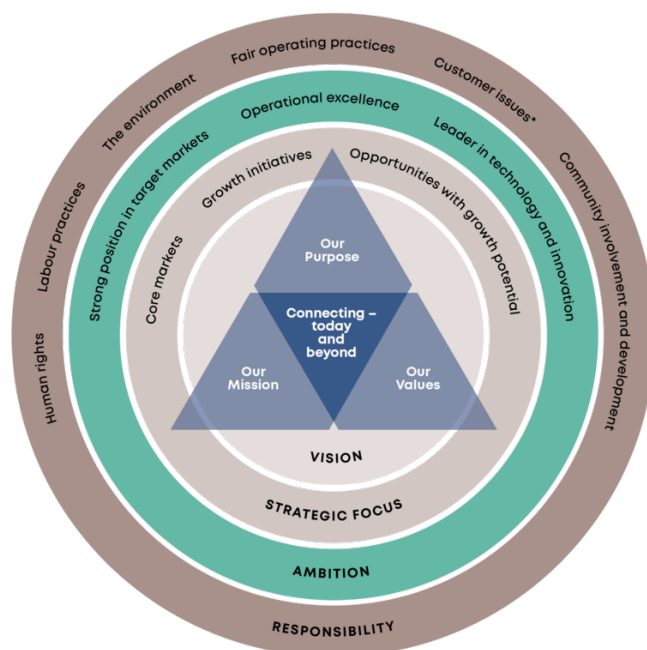 Human rights
Labour practices
The environment
Fair operating practices
Customer issues*
Community involvement and development
Strong position in target markets
Operational excellence
Leader in technology and innovation
Core markets
Growth initiatives
Opportunities with growth potential
Our
Purpose
Connecting –
today
and
beyond
Our
Mission
Our
Values
VISION
STRATEGIC FOCUS
AMBITION
RESPONSIBILITY